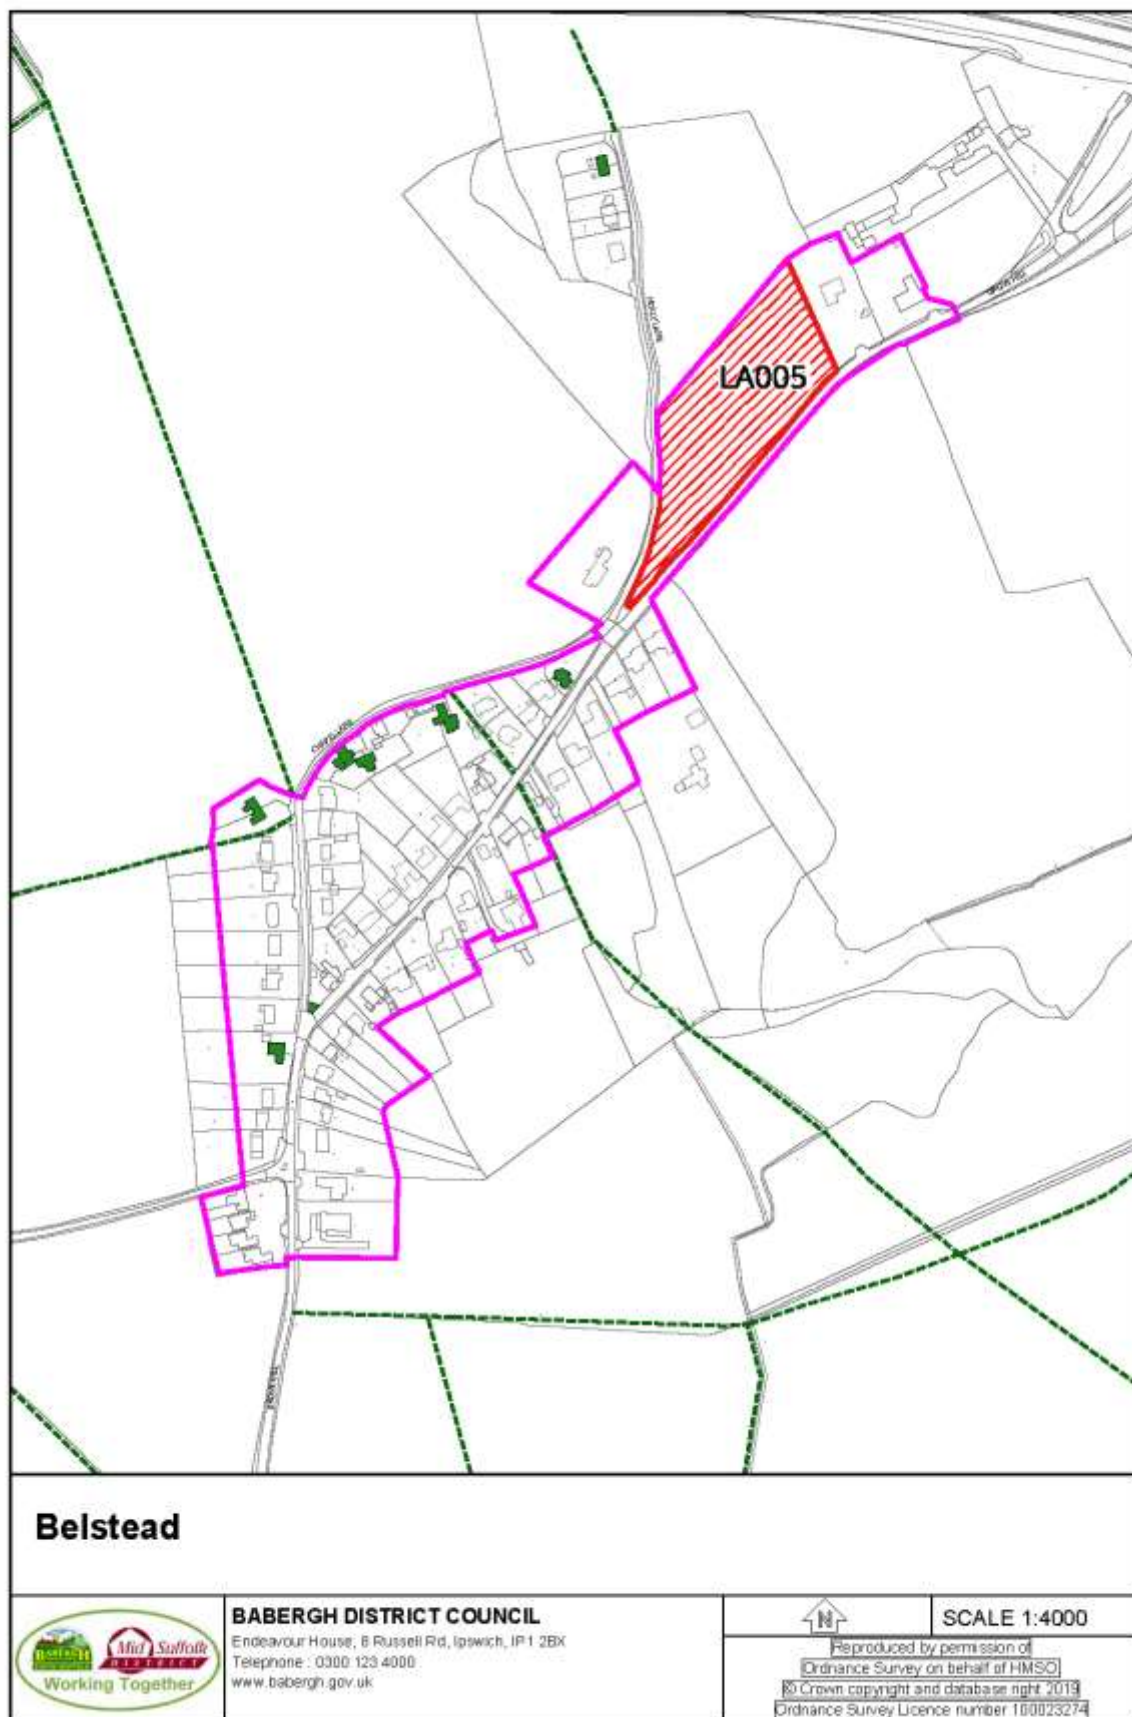 LA005
Belstead
BABERGH
Mid Suffolk
DISTRICT
Working Together
BABERGH DISTRICT COUNCIL
Endeavour House, 8 Russell Rd, Ipswich, IP1 2BX
Telephone : 0300 123 4000
www.babergh.gov.uk
N
SCALE 1:4000
Reproduced by permission of
Ordnance Survey on behalf of HMSO
© Crown copyright and database right 2019
Ordnance Survey Licence number 100023274